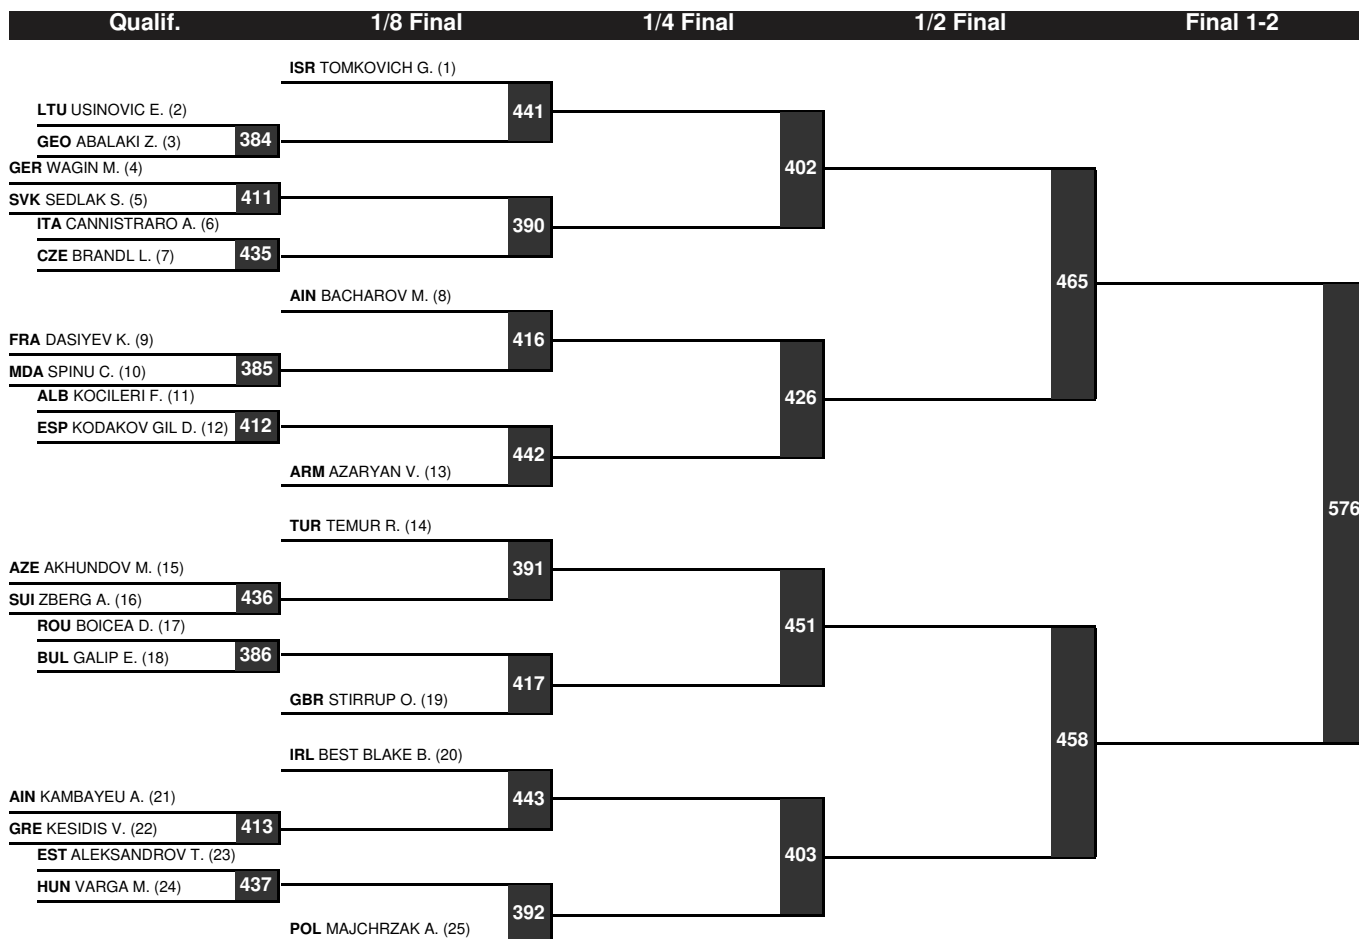 Qualif. 1/8 Final 1/4 Final 1/2 Final Final 1-2
ISR TOMKOVICH G. (1)
LTU USINOVIC E. (2)
441
GEO ABALAKI Z. (3) 384
GER WAGIN M. (4)
402
SVK SEDLAK S. (5) 411
ITA CANNISTRARO A. (6)
390
CZE BRANDL L. (7) 435
465
AIN BACHAROV M. (8)
FRA DASIYEV K. (9)
416
MDA SPINU C. (10) 385
ALB KOCILERI F. (11)
426
ESP KODAKOV GIL D. (12) 412
442
ARM AZARYAN V. (13)
576
TUR TEMUR R. (14)
AZE AKHUNDOV M. (15)
391
SUI ZBERG A. (16) 436
ROU BOICEA D. (17)
451
BUL GALIP E. (18) 386
417
GBR STIRRUP O. (19)
458
IRL BEST BLAKE B. (20)
AIN KAMBAYEU A. (21)
443
GRE KESIDIS V. (22) 413
EST ALEKSANDROV T. (23)
403
HUN VARGA M. (24) 437
392
POL MAJCHRZAK A. (25)